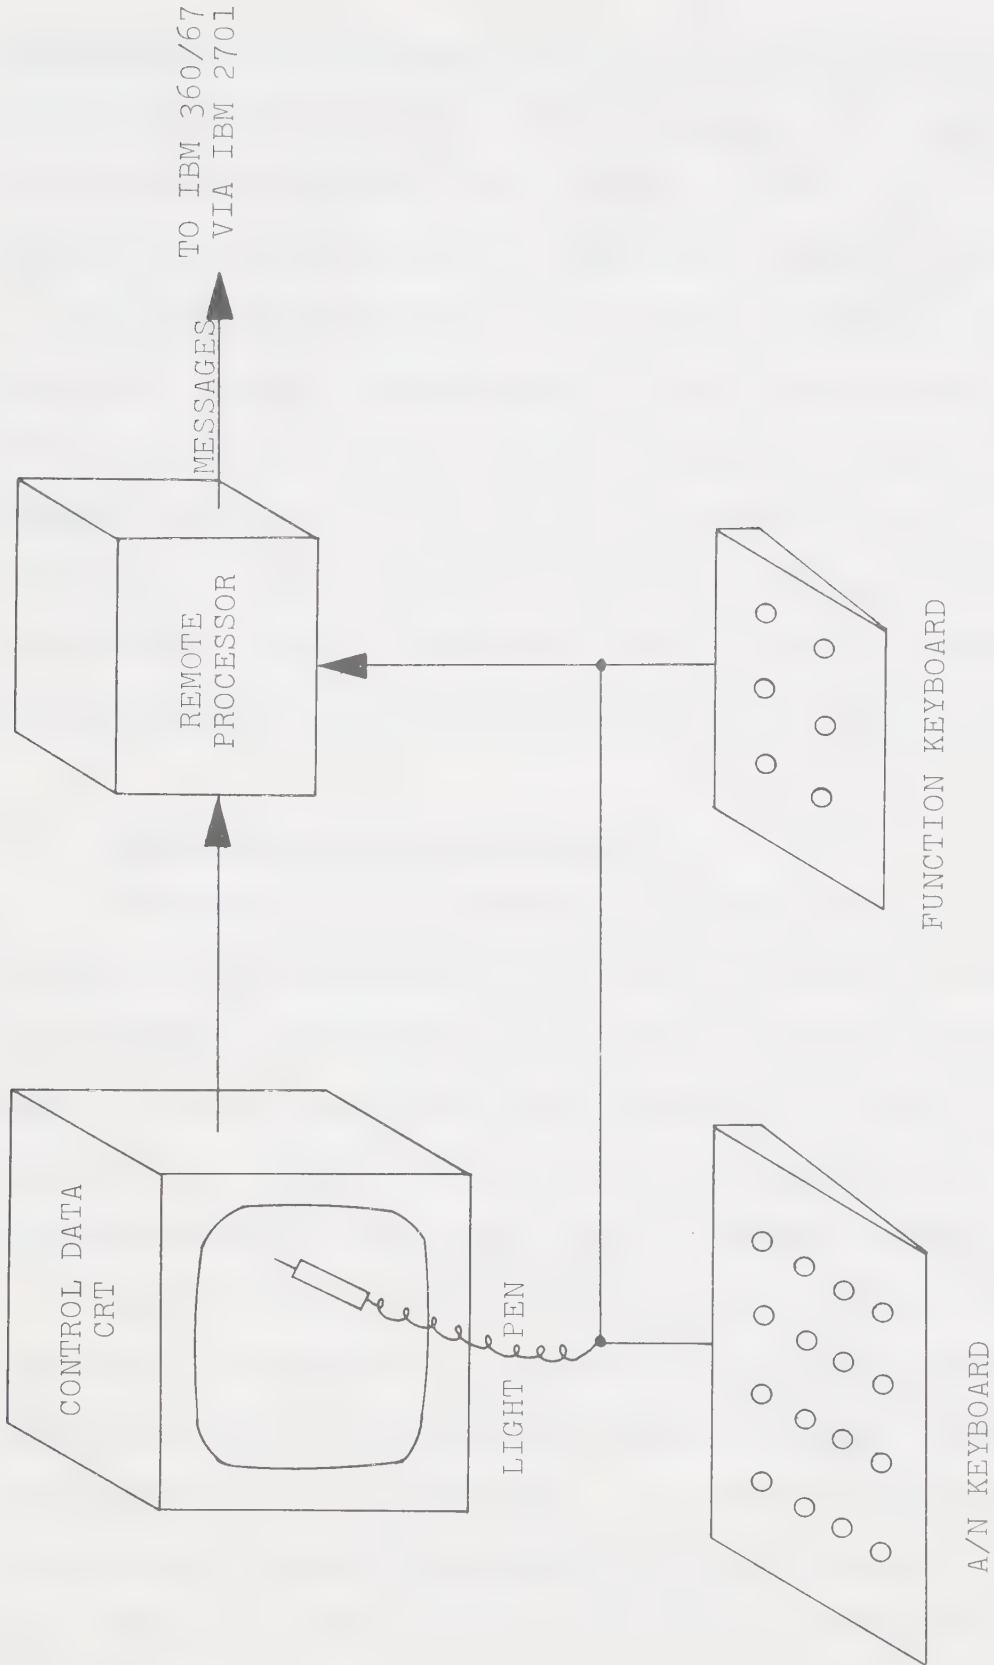 CONTROL DATA
CRT
REMOTE
PROCESSOR
MESSAGES
TO IBM 360/67
VIA IBM 2701
LIGHT PEN
A/N KEYBOARD
FUNCTION KEYBOARD